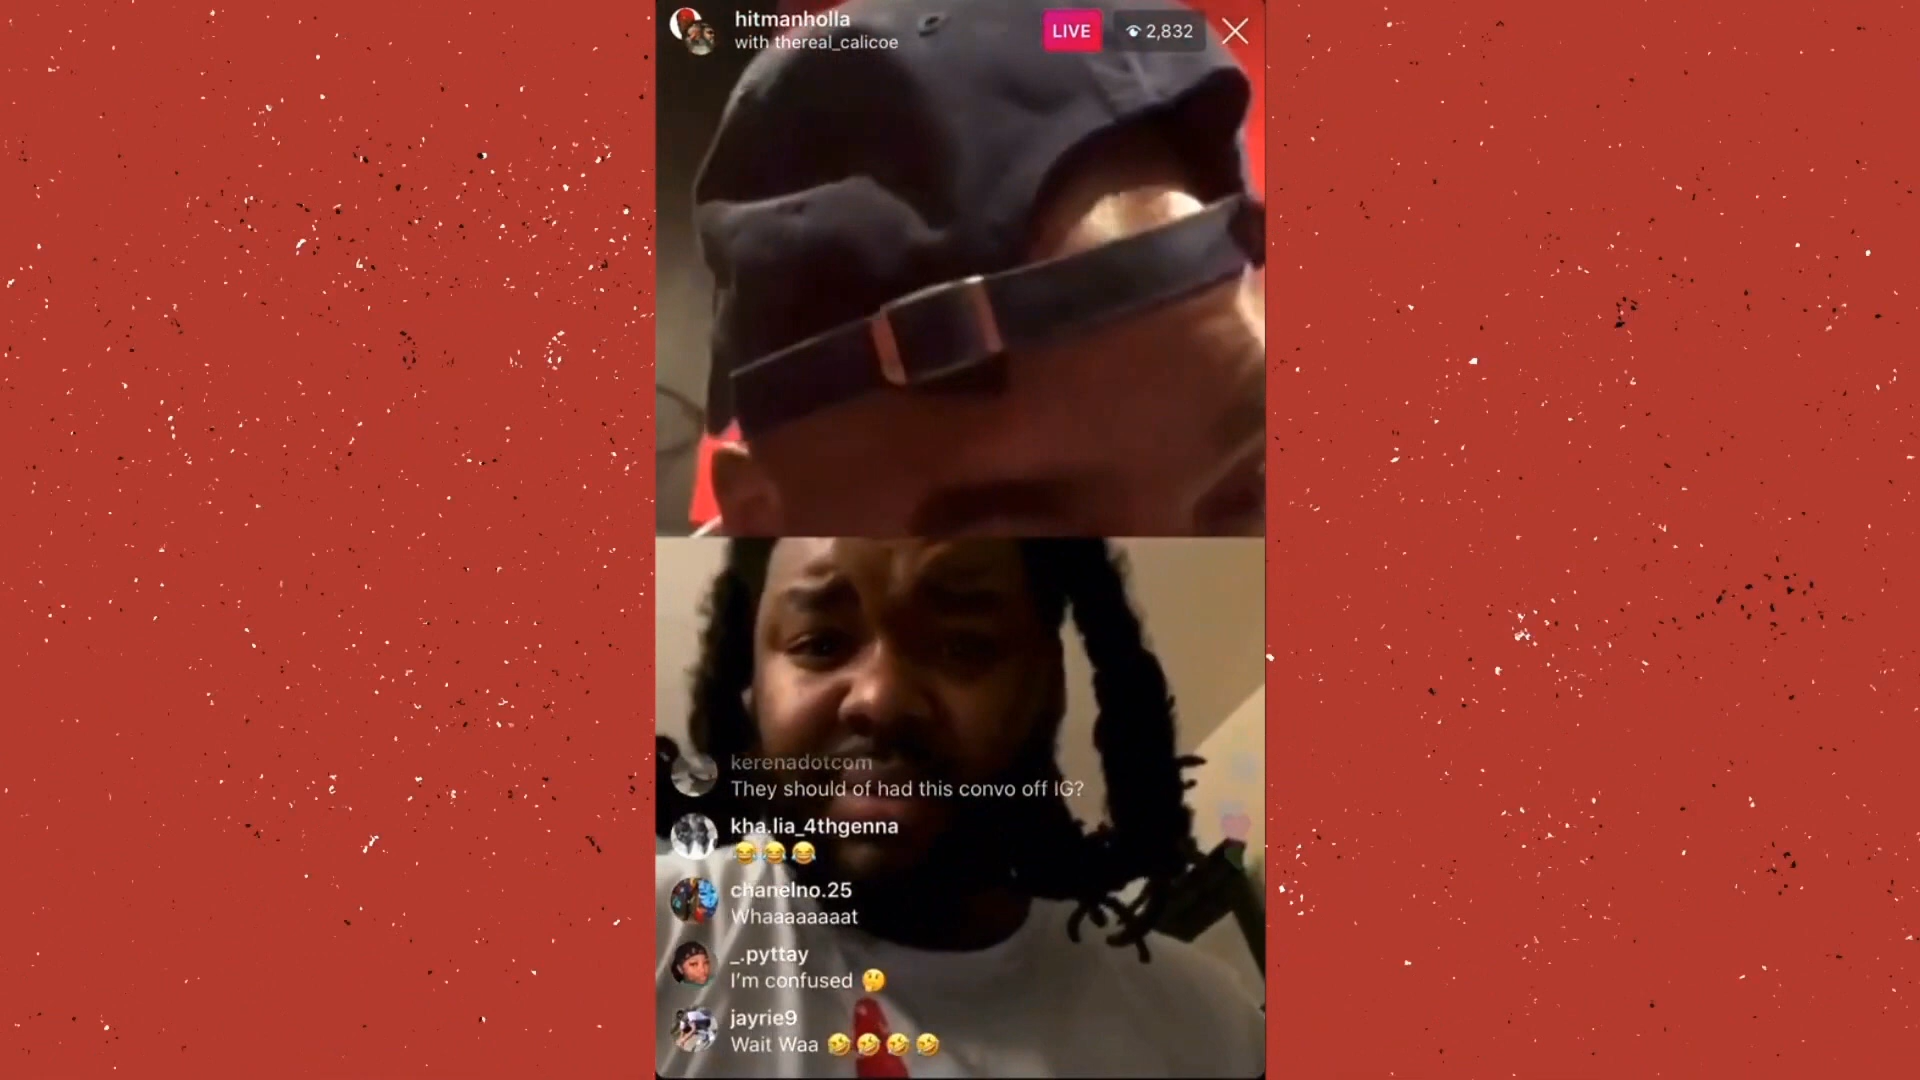 hitmanholla
with thereal_calicoe
LIVE
2,832
kerenadotcom
They should of had this convo off IG?
kha.lia_4thgenna
😂😂😂
chanelno.25
Whaaaaaaaat
_.pyttay
I'm confused 🤔
jayrie9
Wait Waa 🤣🤣🤣🤣